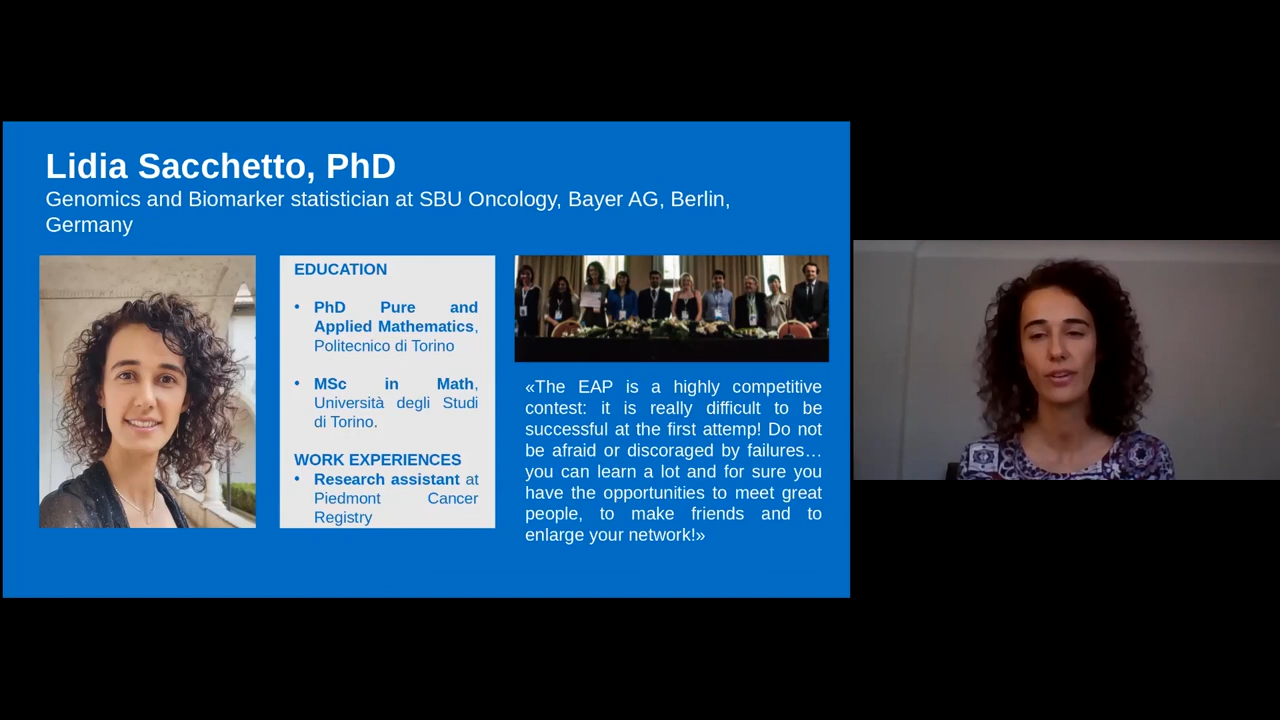 Lidia Sacchetto, PhD
Genomics and Biomarker statistician at SBU Oncology, Bayer AG, Berlin,
Germany
EDUCATION
• PhD Pure and
Applied Mathematics,
Politecnico di Torino
• MSc in Math,
Università degli Studi
di Torino.
WORK EXPERIENCES
• Research assistant at
Piedmont Cancer
Registry
«The EAP is a highly competitive
contest: it is really difficult to be
successful at the first attemp! Do not
be afraid or discoraged by failures…
you can learn a lot and for sure you
have the opportunities to meet great
people, to make friends and to
enlarge your network!»